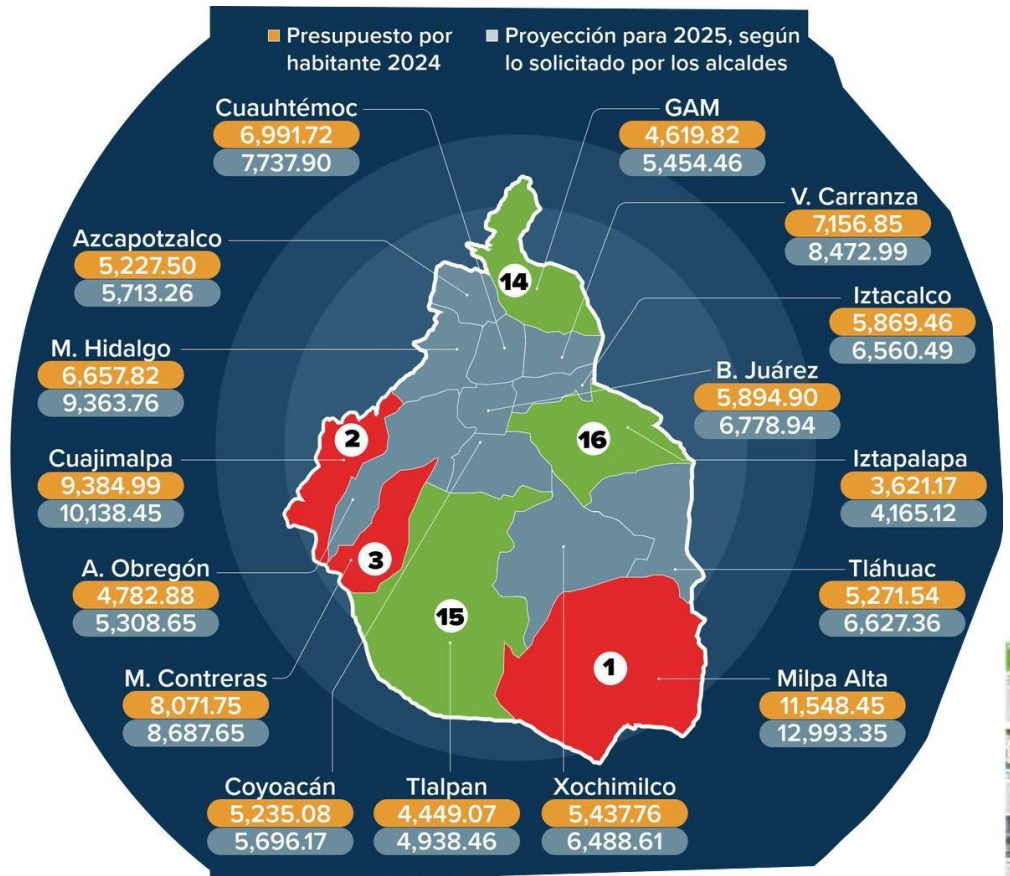 Presupuesto por
habitante 2024
Proyección para 2025, según
lo solicitado por los alcaldes
Cuauhtémoc
6,991.72
7,737.90
GAM
4,619.82
5,454.46
V. Carranza
7,156.85
8,472.99
Azcapotzalco
5,227.50
5,713.26
Iztacalco
5,869.46
6,560.49
M. Hidalgo
6,657.82
9,363.76
B. Juárez
5,894.90
6,778.94
Cuajimalpa
9,384.99
10,138.45
Iztapalapa
3,621.17
4,165.12
A. Obregón
4,782.88
5,308.65
Tláhuac
5,271.54
6,627.36
M. Contreras
8,071.75
8,687.65
Milpa Alta
11,548.45
12,993.35
Coyoacán
5,235.08
5,696.17
Tlalpan
4,449.07
4,938.46
Xochimilco
5,437.76
6,488.61
14
2
16
3
15
1